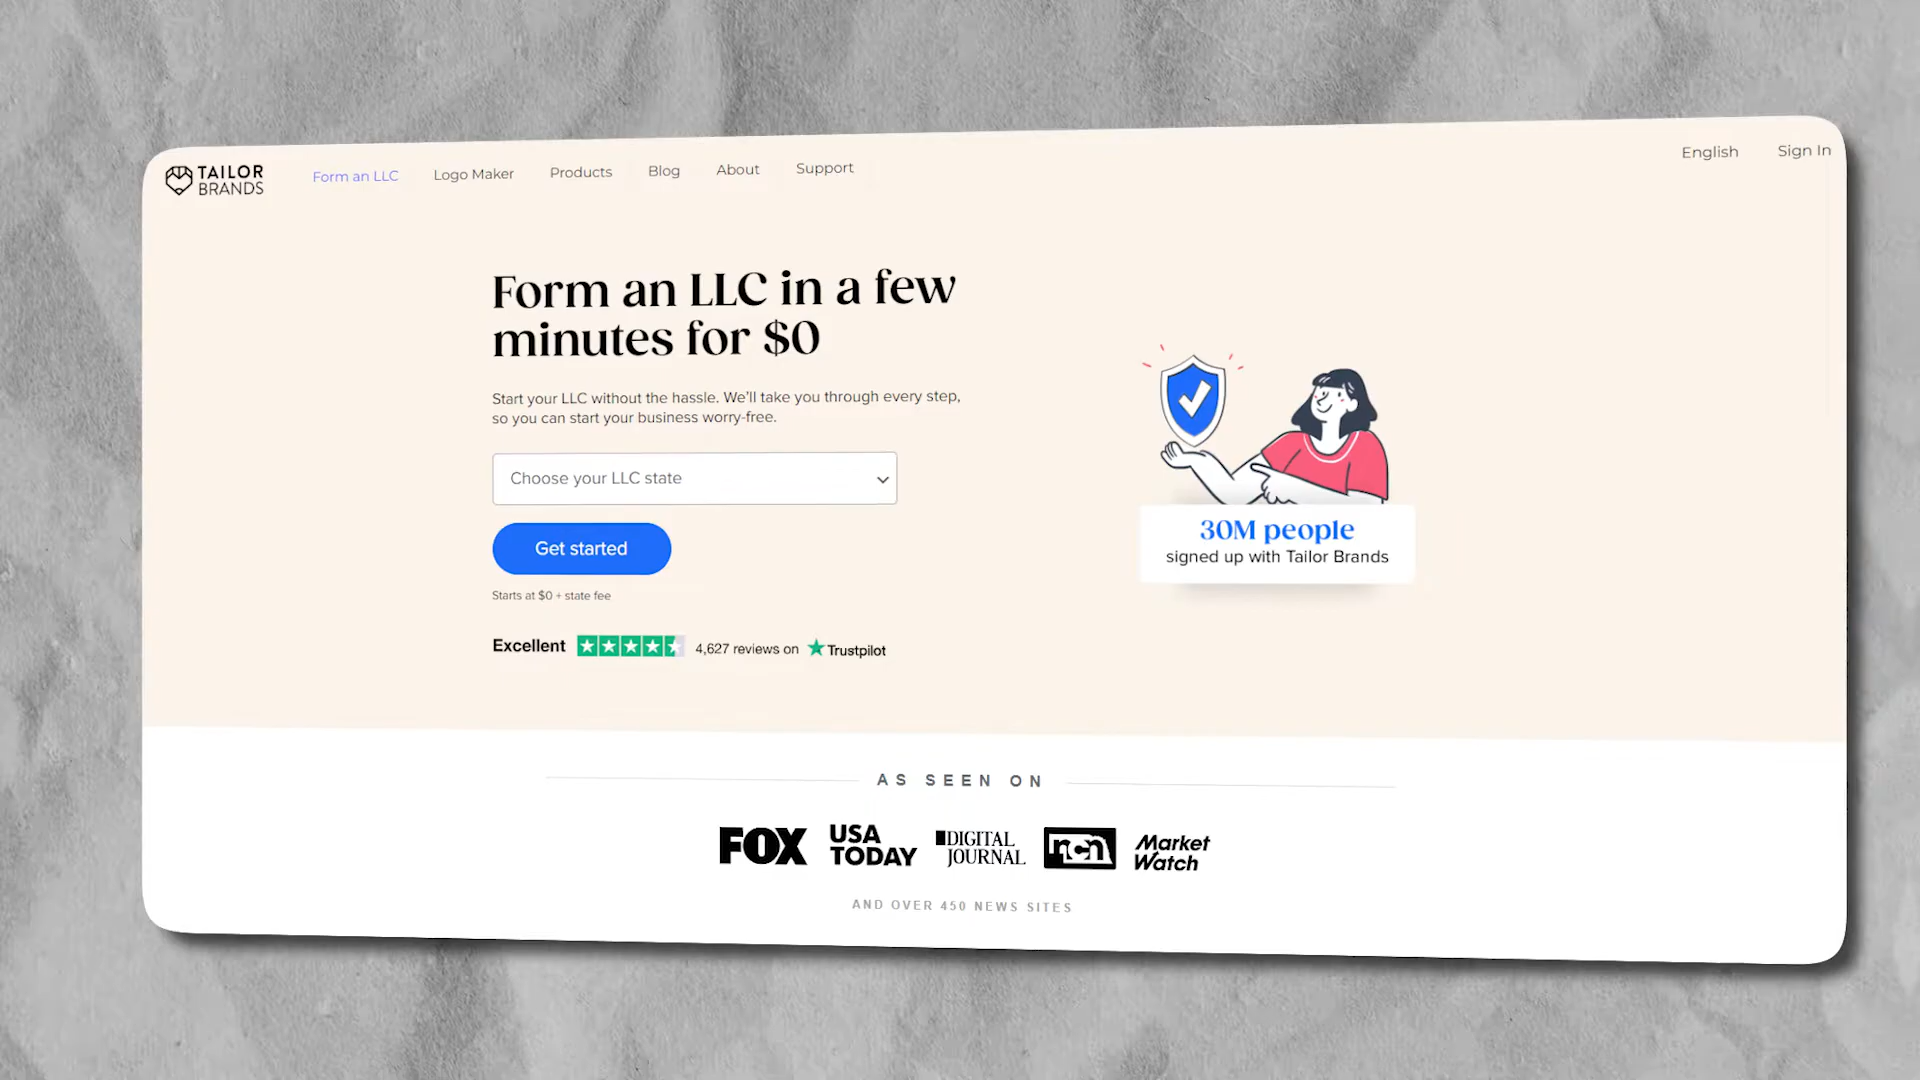 TAILOR
BRANDS
Form an LLC
Logo Maker
Products
Blog
About
Support
English
Sign In
Form an LLC in a few
minutes for $0
Start your LLC without the hassle. We'll take you through every step,
so you can start your business worry-free.
Choose your LLC state
Get started
Starts at $0 + state fee
Excellent
4,627 reviews on
Trustpilot
30M people
signed up with Tailor Brands
AS SEEN ON
FOX
USA
TODAY
DIGITAL
JOURNAL
ncn
Market
Watch
AND OVER 450 NEWS SITES